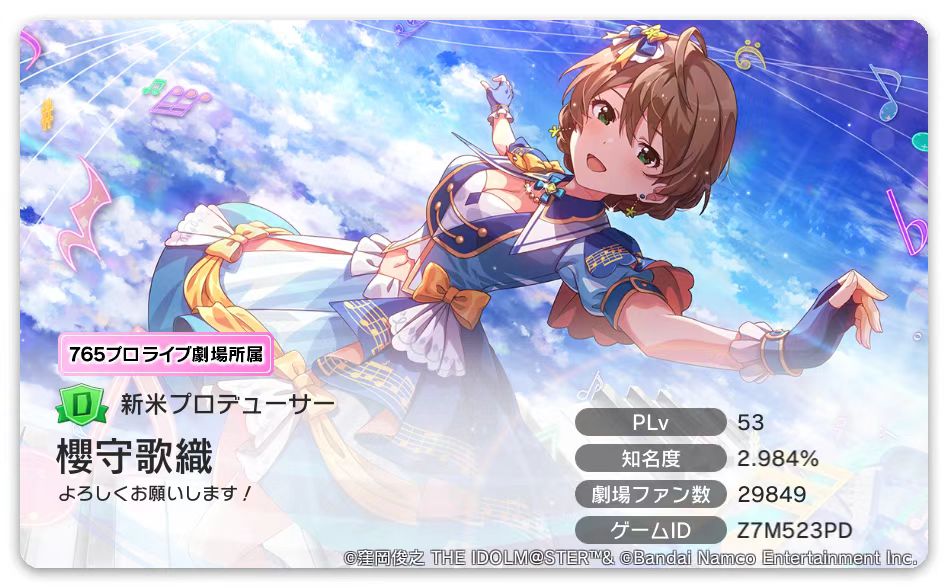 765プロライブ劇場所属
D
新米プロデューサー
櫻守歌織
よろしくお願いします！
PLv 53
知名度 2.984%
劇場ファン数 29849
ゲームID Z7M523PD
©窪岡俊之 THE IDOLM@STER™& ©Bandai Namco Entertainment Inc.